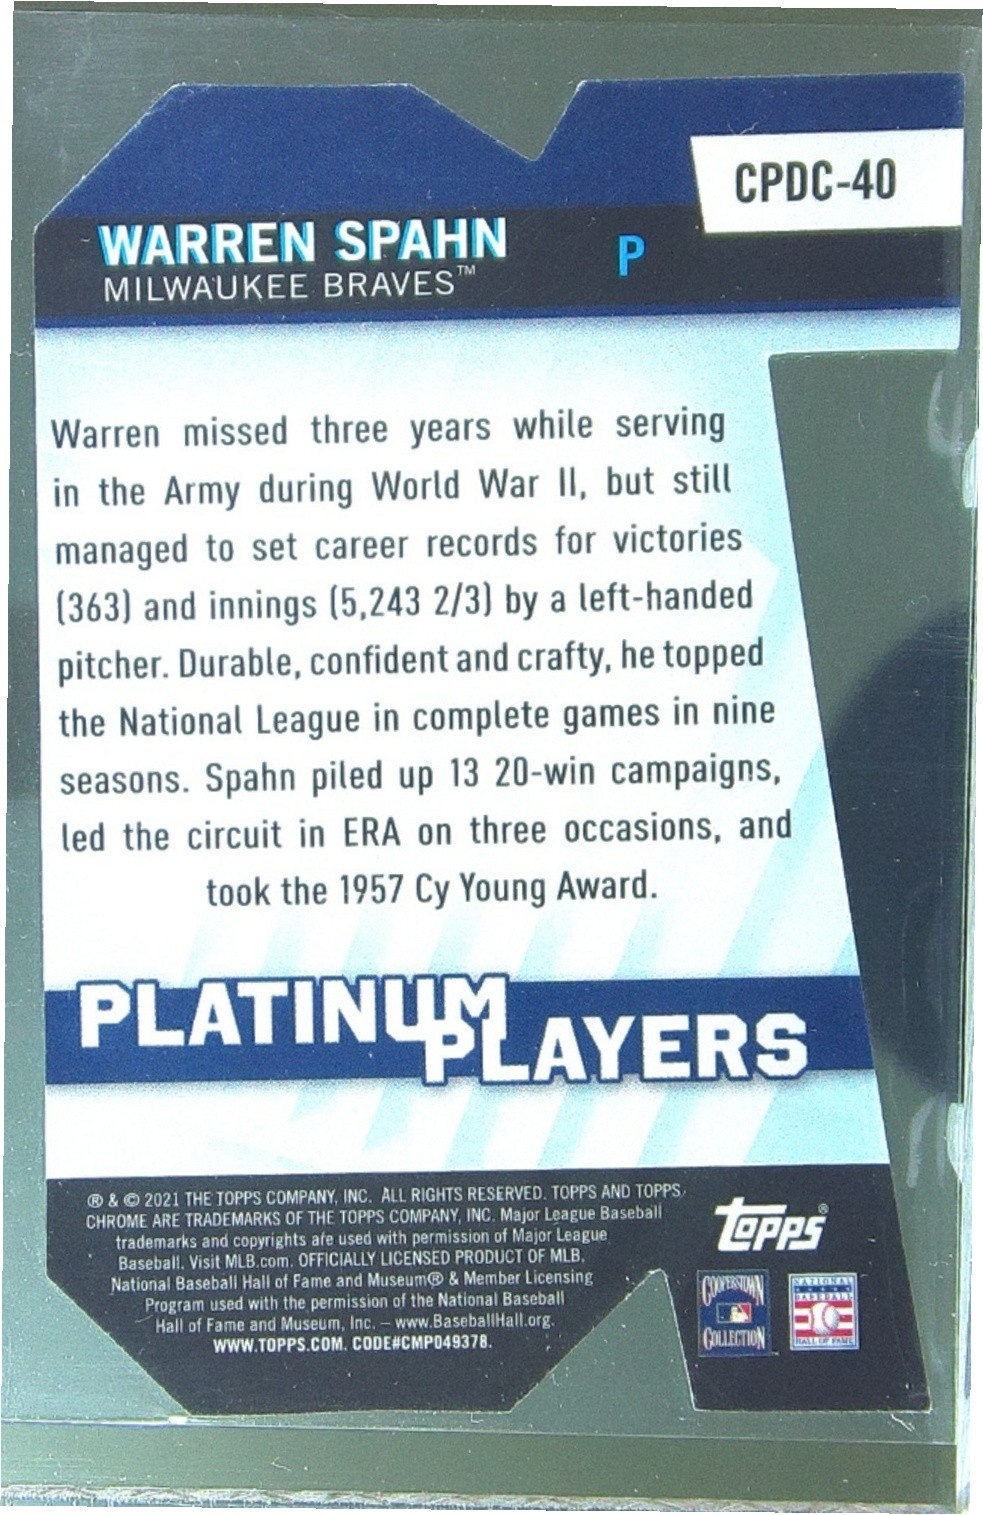 CPDC-40
WARREN SPAHN
P
MILWAUKEE BRAVES™
Warren missed three years while serving
in the Army during World War II, but still
managed to set career records for victories
(363) and innings (5,243 2/3) by a left-handed
pitcher. Durable, confident and crafty, he topped
the National League in complete games in nine
seasons. Spahn piled up 13 20-win campaigns,
led the circuit in ERA on three occasions, and
took the 1957 Cy Young Award.
PLATINUM
PLAYERS
® & © 2021 THE TOPPS COMPANY, INC. ALL RIGHTS RESERVED. TOPPS AND TOPPS
CHROME ARE TRADEMARKS OF THE TOPPS COMPANY, INC. Major League Baseball
trademarks and copyrights are used with permission of Major League
Baseball. Visit MLB.com. OFFICIALLY LICENSED PRODUCT OF MLB.
National Baseball Hall of Fame and Museum® & Member Licensing
Program used with the permission of the National Baseball
Hall of Fame and Museum, Inc. – www.BaseballHall.org.
WWW.TOPPS.COM. CODE#CMP049378.
topps®
COOPERSTOWN
COLLECTION
NATIONAL
BASEBALL
HALL OF FAME